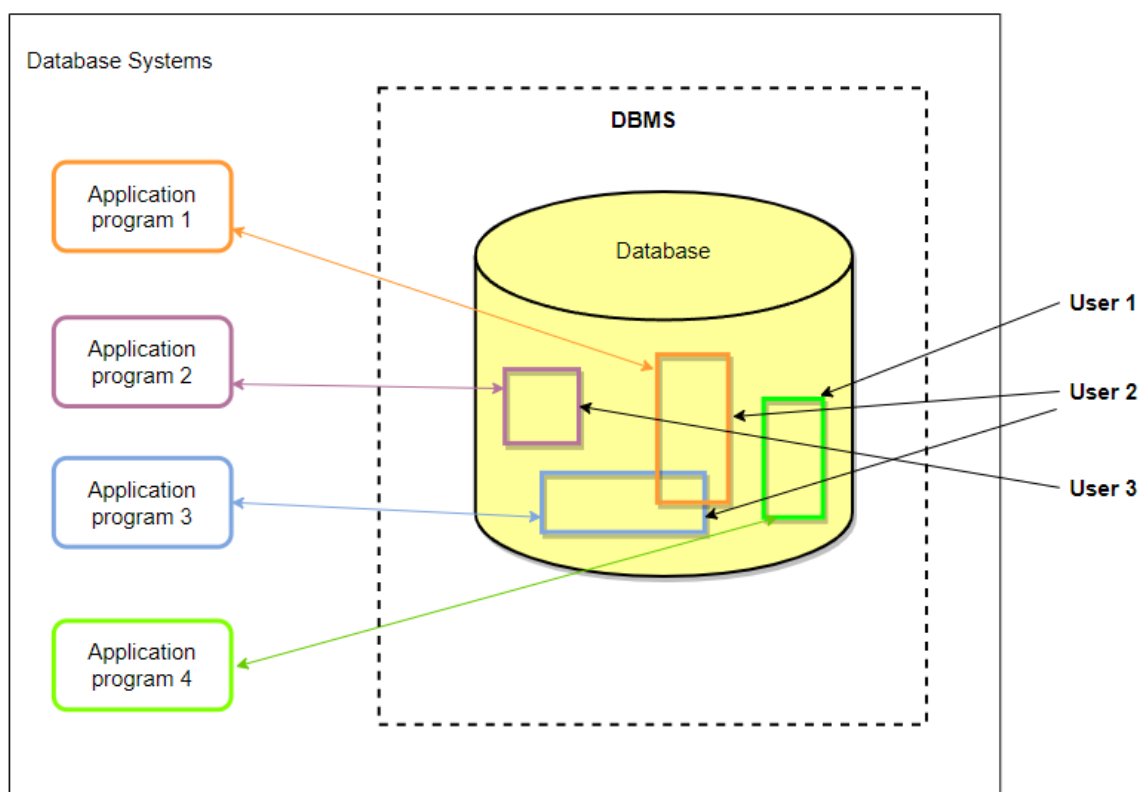 Database Systems
DBMS
Application
program 1
Database
Application
program 2
User 1
User 2
Application
program 3
User 3
Application
program 4